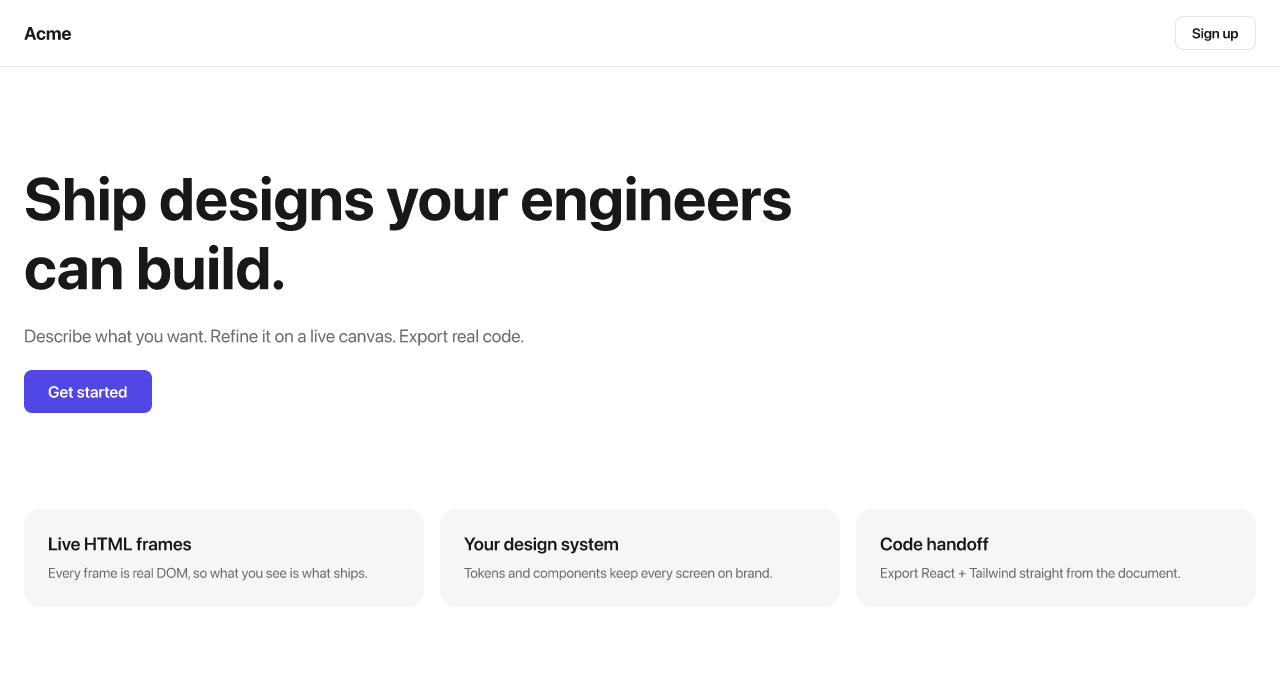 Acme
Sign up
Ship designs your engineers
can build.
Describe what you want. Refine it on a live canvas. Export real code.
Get started
Live HTML frames
Every frame is real DOM, so what you see is what ships.
Your design system
Tokens and components keep every screen on brand.
Code handoff
Export React + Tailwind straight from the document.